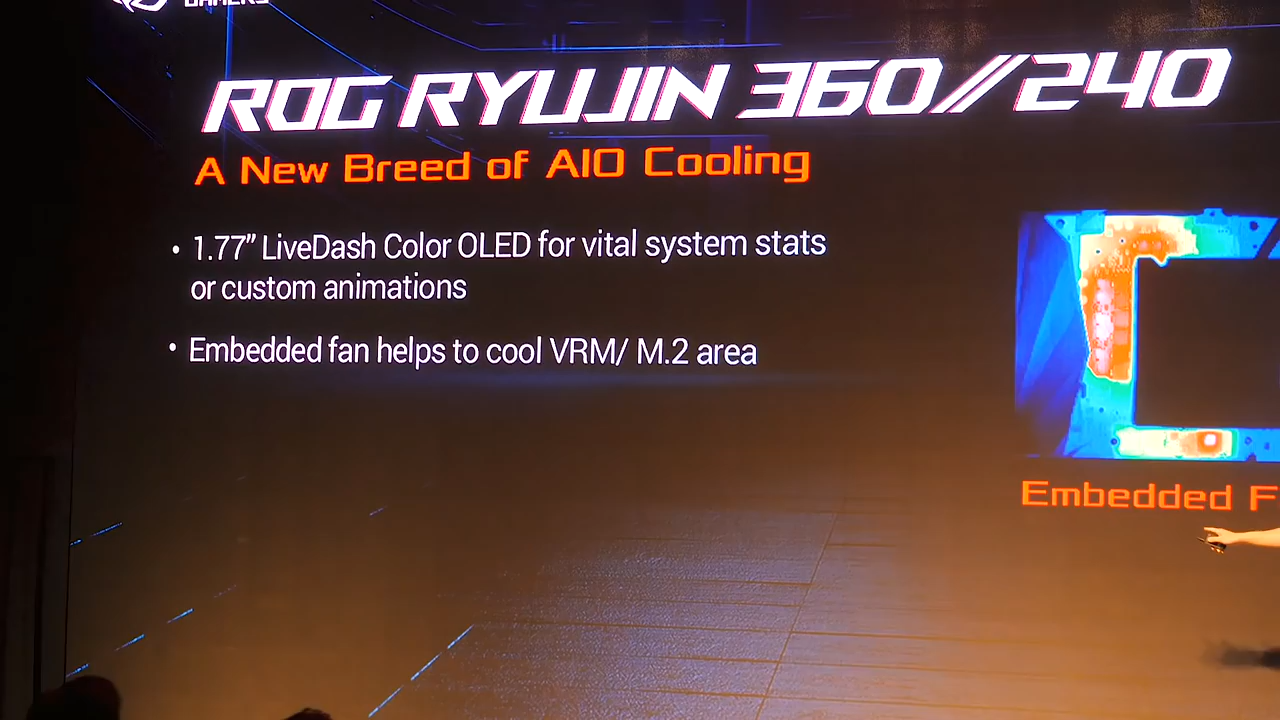 GAMERS
ROG RYUJIN 360//240
A New Breed of AIO Cooling
• 1.77” LiveDash Color OLED for vital system stats
or custom animations
• Embedded fan helps to cool VRM/ M.2 area
Embedded F